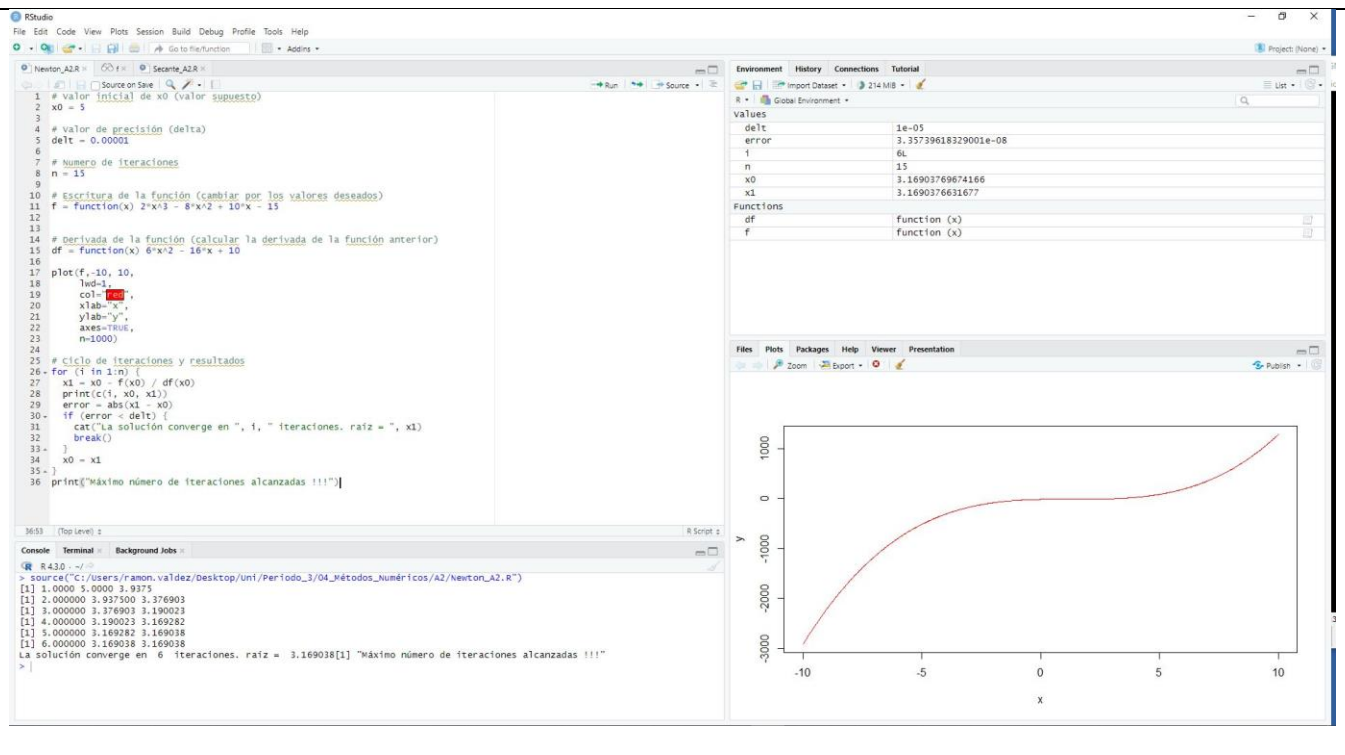 RStudio
File Edit Code View Plots Session Build Debug Profile Tools Help
Go to file/function Addins Project: (None)
Newton_A2.R f Secante_A2.R
Source on Save Run Source
1 # Valor inicial de x0 (valor supuesto)
2 x0 = 5
3
4 # Valor de precisión (delta)
5 delt = 0.00001
6
7 # Numero de iteraciones
8 n = 15
9
10 # Escritura de la función (cambiar por los valores deseados)
11 f = function(x) 2*x^3 - 8*x^2 + 10*x - 15
12
13
14 # Derivada de la función (calcular la derivada de la función anterior)
15 df = function(x) 6*x^2 - 16*x + 10
16
17 plot(f,-10, 10,
18 lwd=1,
19 col="red",
20 xlab="x",
21 ylab="y",
22 axes=TRUE,
23 n=1000)
24
25 # Ciclo de iteraciones y resultados
26 for (i in 1:n) {
27 x1 = x0 - f(x0) / df(x0)
28 print(c(i, x0, x1))
29 error = abs(x1 - x0)
30 if (error < delt) {
31 cat("La solución converge en ", i, " iteraciones. raíz = ", x1)
32 break()
33 }
34 x0 = x1
35 }
36 print("Máximo número de iteraciones alcanzadas !!!")
36:53 (Top Level) R Script
Console Terminal Background Jobs
R 4.3.0 · ~/
> source("C:/Users/ramon.valdez/Desktop/Uni/Periodo_3/04_Métodos_Numéricos/A2/Newton_A2.R")
[1] 1.0000 5.0000 3.9375
[1] 2.000000 3.937500 3.376903
[1] 3.000000 3.376903 3.190023
[1] 4.000000 3.190023 3.169282
[1] 5.000000 3.169282 3.169038
[1] 6.000000 3.169038 3.169038
La solución converge en 6 iteraciones. raíz = 3.169038[1] "Máximo número de iteraciones alcanzadas !!!"
>
Environment History Connections Tutorial
Import Dataset 214 MiB List
R Global Environment
Values
delt 1e-05
error 3.35739618329001e-08
i 6L
n 15
x0 3.16903769674166
x1 3.1690376631677
Functions
df function (x)
f function (x)
Files Plots Packages Help Viewer Presentation
Zoom Export Publish
1000
0
-1000
-2000
-3000
y
-10 -5 0 5 10
x